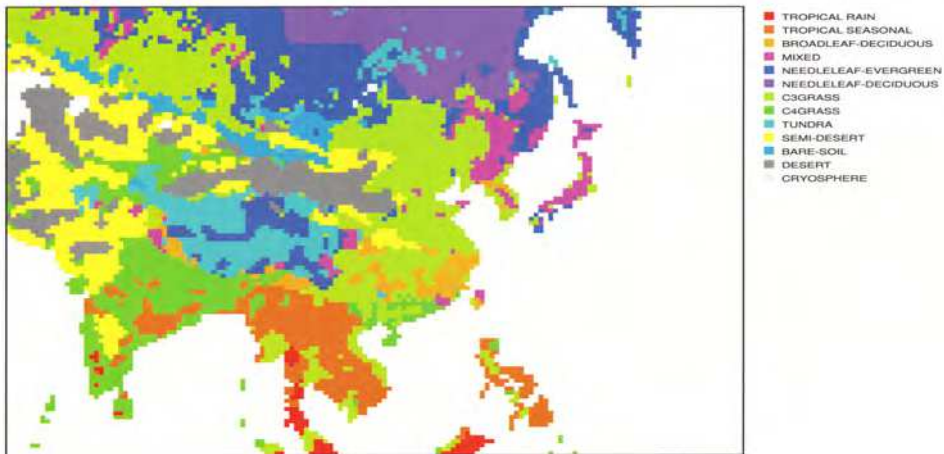 TROPICAL RAIN
TROPICAL SEASONAL
BROADLEAF-DECIDUOUS
MIXED
NEEDLELEAF-EVERGREEN
NEEDLELEAF-DECIDUOUS
C3GRASS
C4GRASS
TUNDRA
SEMI-DESERT
BARE-SOIL
DESERT
CRYOSPHERE